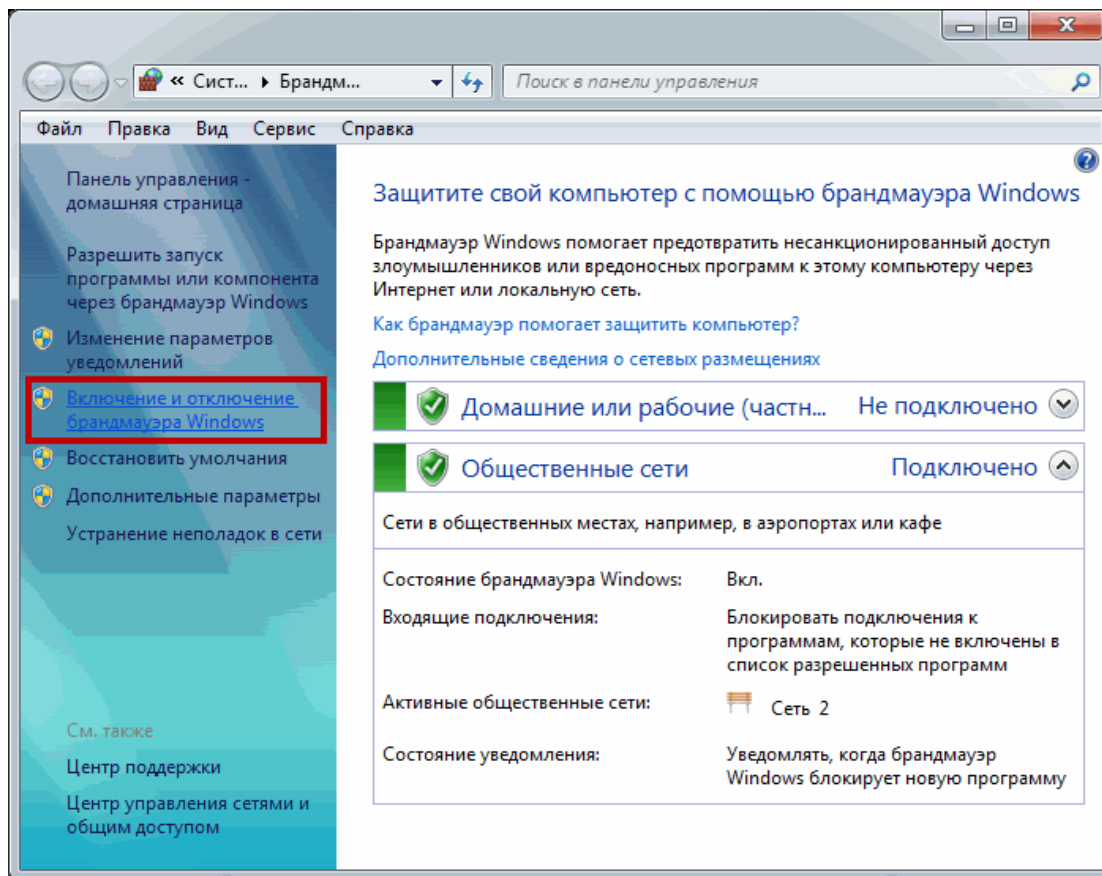 « Сист... ▸ Брандм...
Поиск в панели управления
Файл Правка Вид Сервис Справка
Панель управления -
домашняя страница
Разрешить запуск
программы или компонента
через брандмауэр Windows
Изменение параметров
уведомлений
Включение и отключение
брандмауэра Windows
Восстановить умолчания
Дополнительные параметры
Устранение неполадок в сети
См. также
Центр поддержки
Центр управления сетями и
общим доступом
Защитите свой компьютер с помощью брандмауэра Windows
Брандмауэр Windows помогает предотвратить несанкционированный доступ
злоумышленников или вредоносных программ к этому компьютеру через
Интернет или локальную сеть.
Как брандмауэр помогает защитить компьютер?
Дополнительные сведения о сетевых размещениях
Домашние или рабочие (частн... Не подключено
Общественные сети Подключено
Сети в общественных местах, например, в аэропортах или кафе
Состояние брандмауэра Windows: Вкл.
Входящие подключения: Блокировать подключения к
программам, которые не включены в
список разрешенных программ
Активные общественные сети: Сеть 2
Состояние уведомления: Уведомлять, когда брандмауэр
Windows блокирует новую программу